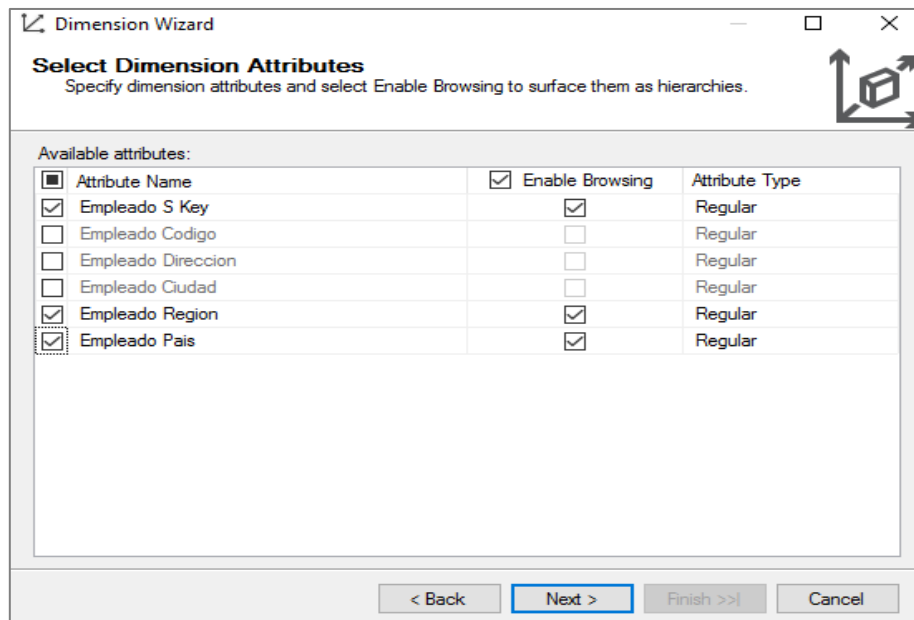 Dimension Wizard
Select Dimension Attributes
Specify dimension attributes and select Enable Browsing to surface them as hierarchies.
Available attributes:
Attribute Name Enable Browsing Attribute Type
Empleado S Key Regular
Empleado Codigo Regular
Empleado Direccion Regular
Empleado Ciudad Regular
Empleado Region Regular
Empleado Pais Regular
< Back Next > Finish >>| Cancel